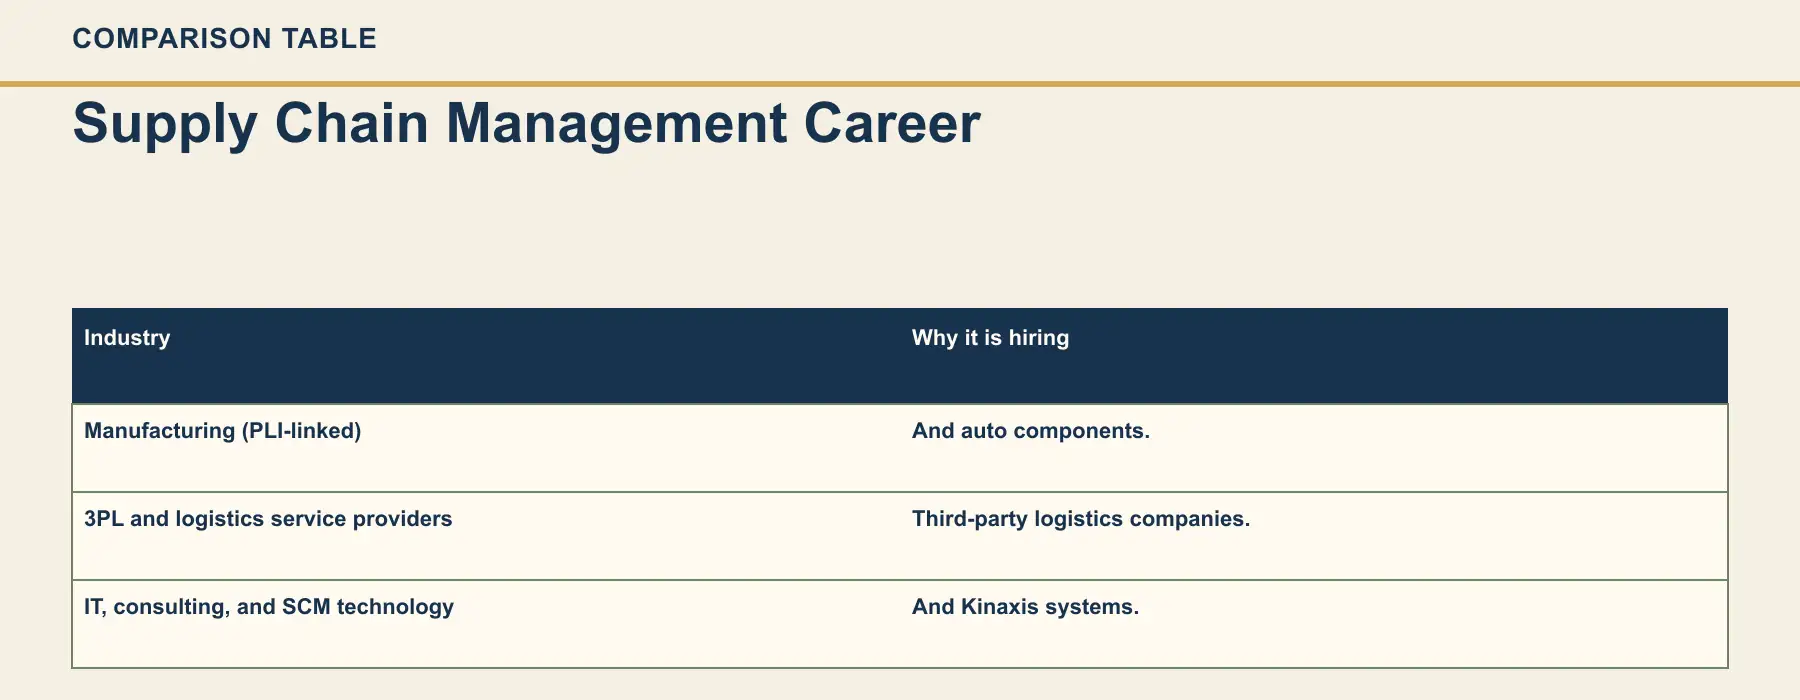 COMPARISON TABLE
Supply Chain Management Career
Industry Why it is hiring
Manufacturing (PLI-linked) And auto components.
3PL and logistics service providers Third-party logistics companies.
IT, consulting, and SCM technology And Kinaxis systems.